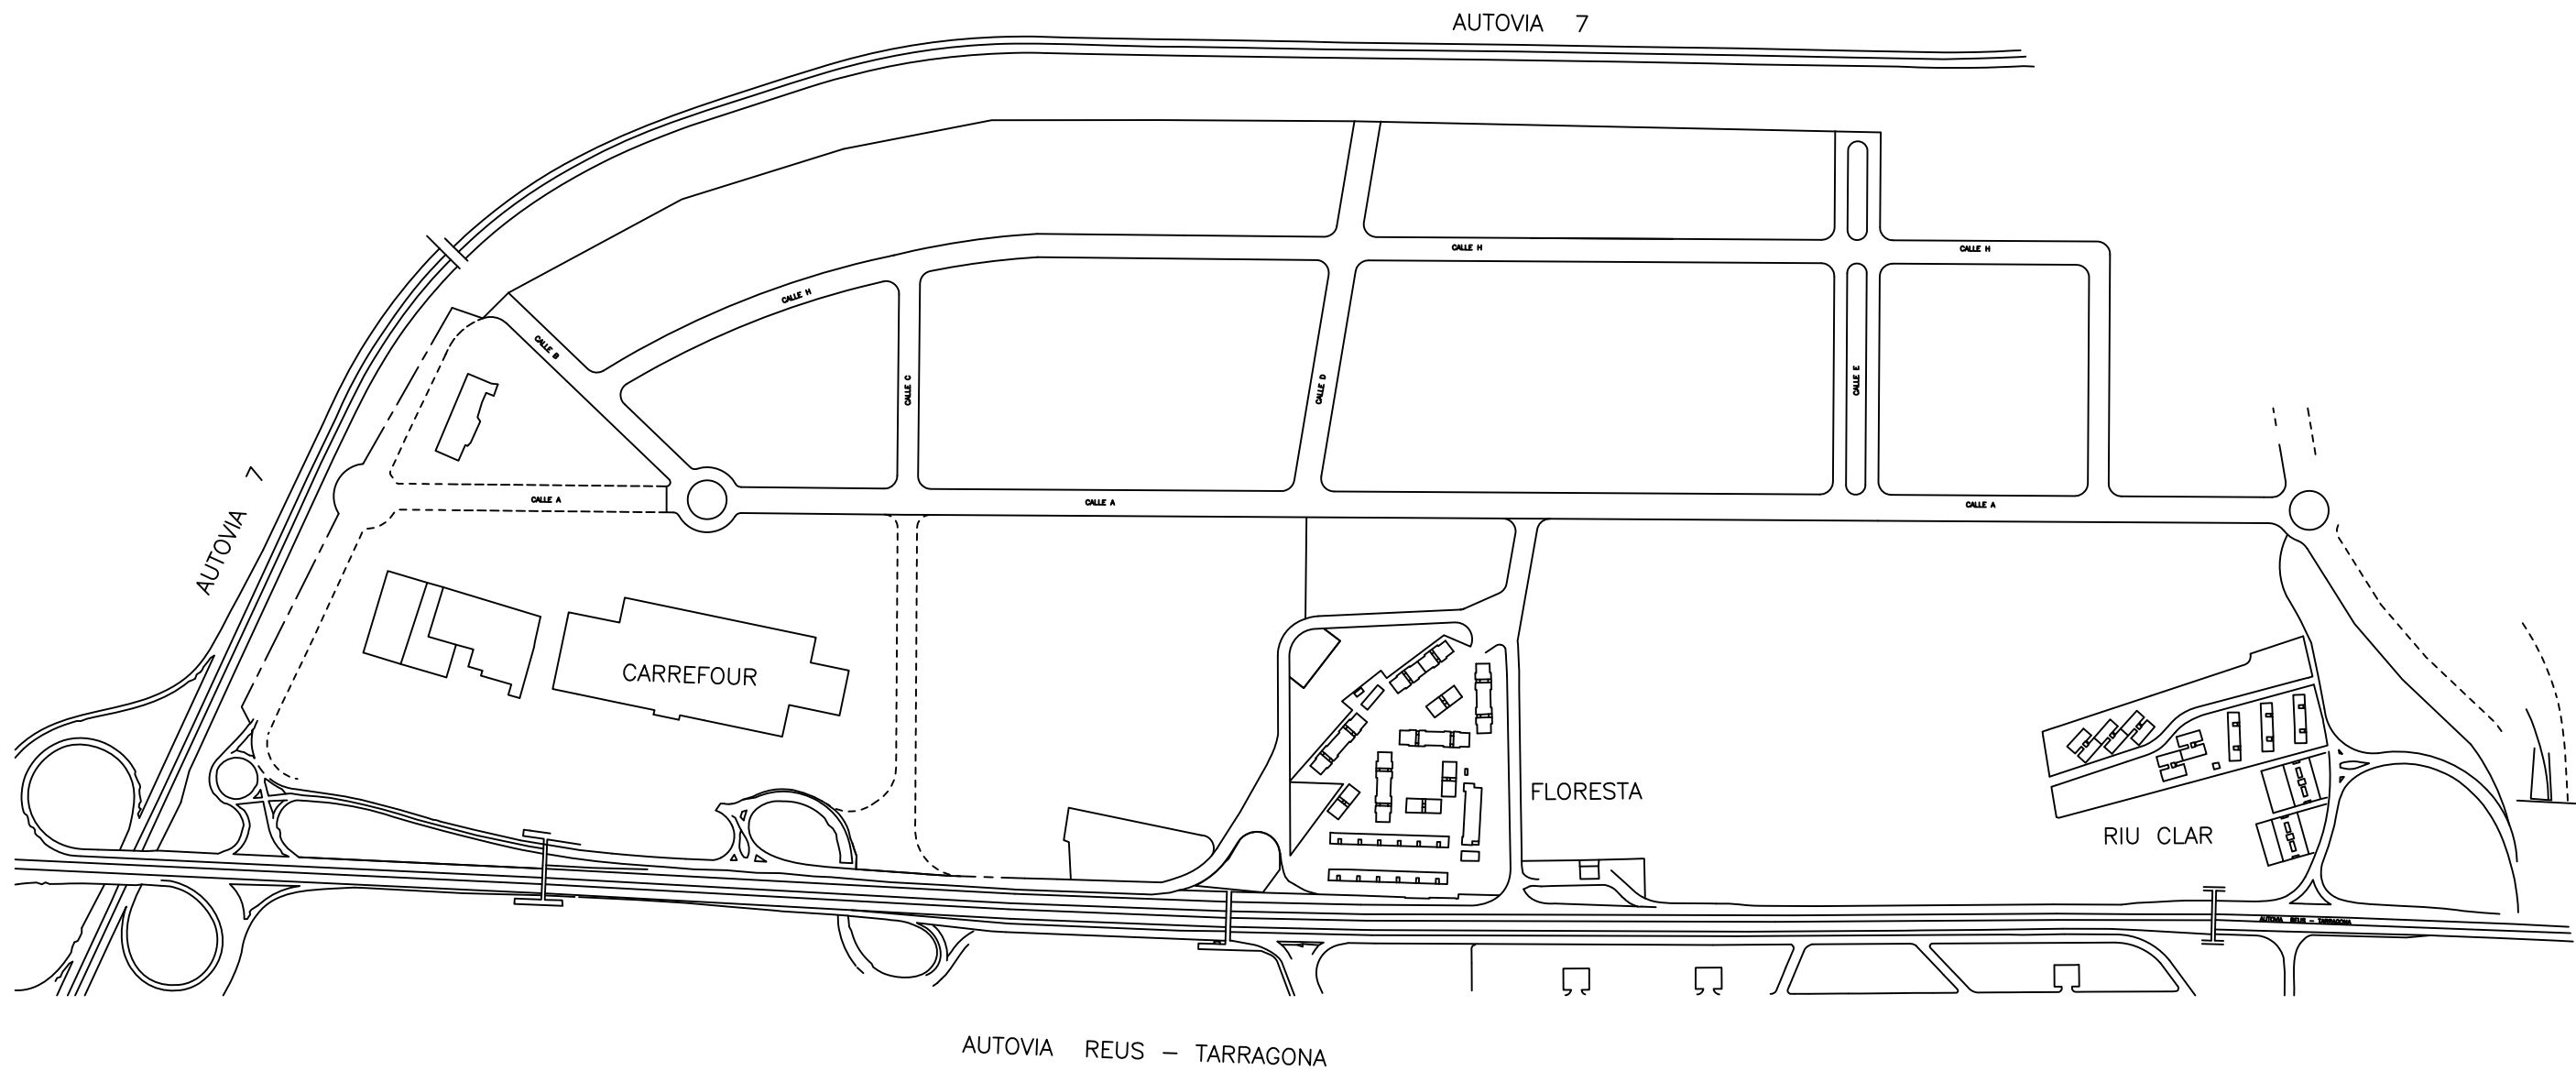 AUTOVIA 7
CALLE H
CALLE H
CALLE H
CALLE B
CALLE C
CALLE D
CALLE E
AUTOVIA 7
CALLE A
CALLE A
CALLE A
CARREFOUR
FLORESTA
RIU CLAR
AUTOVIA REUS - TARRAGONA
AUTOVIA REUS - TARRAGONA